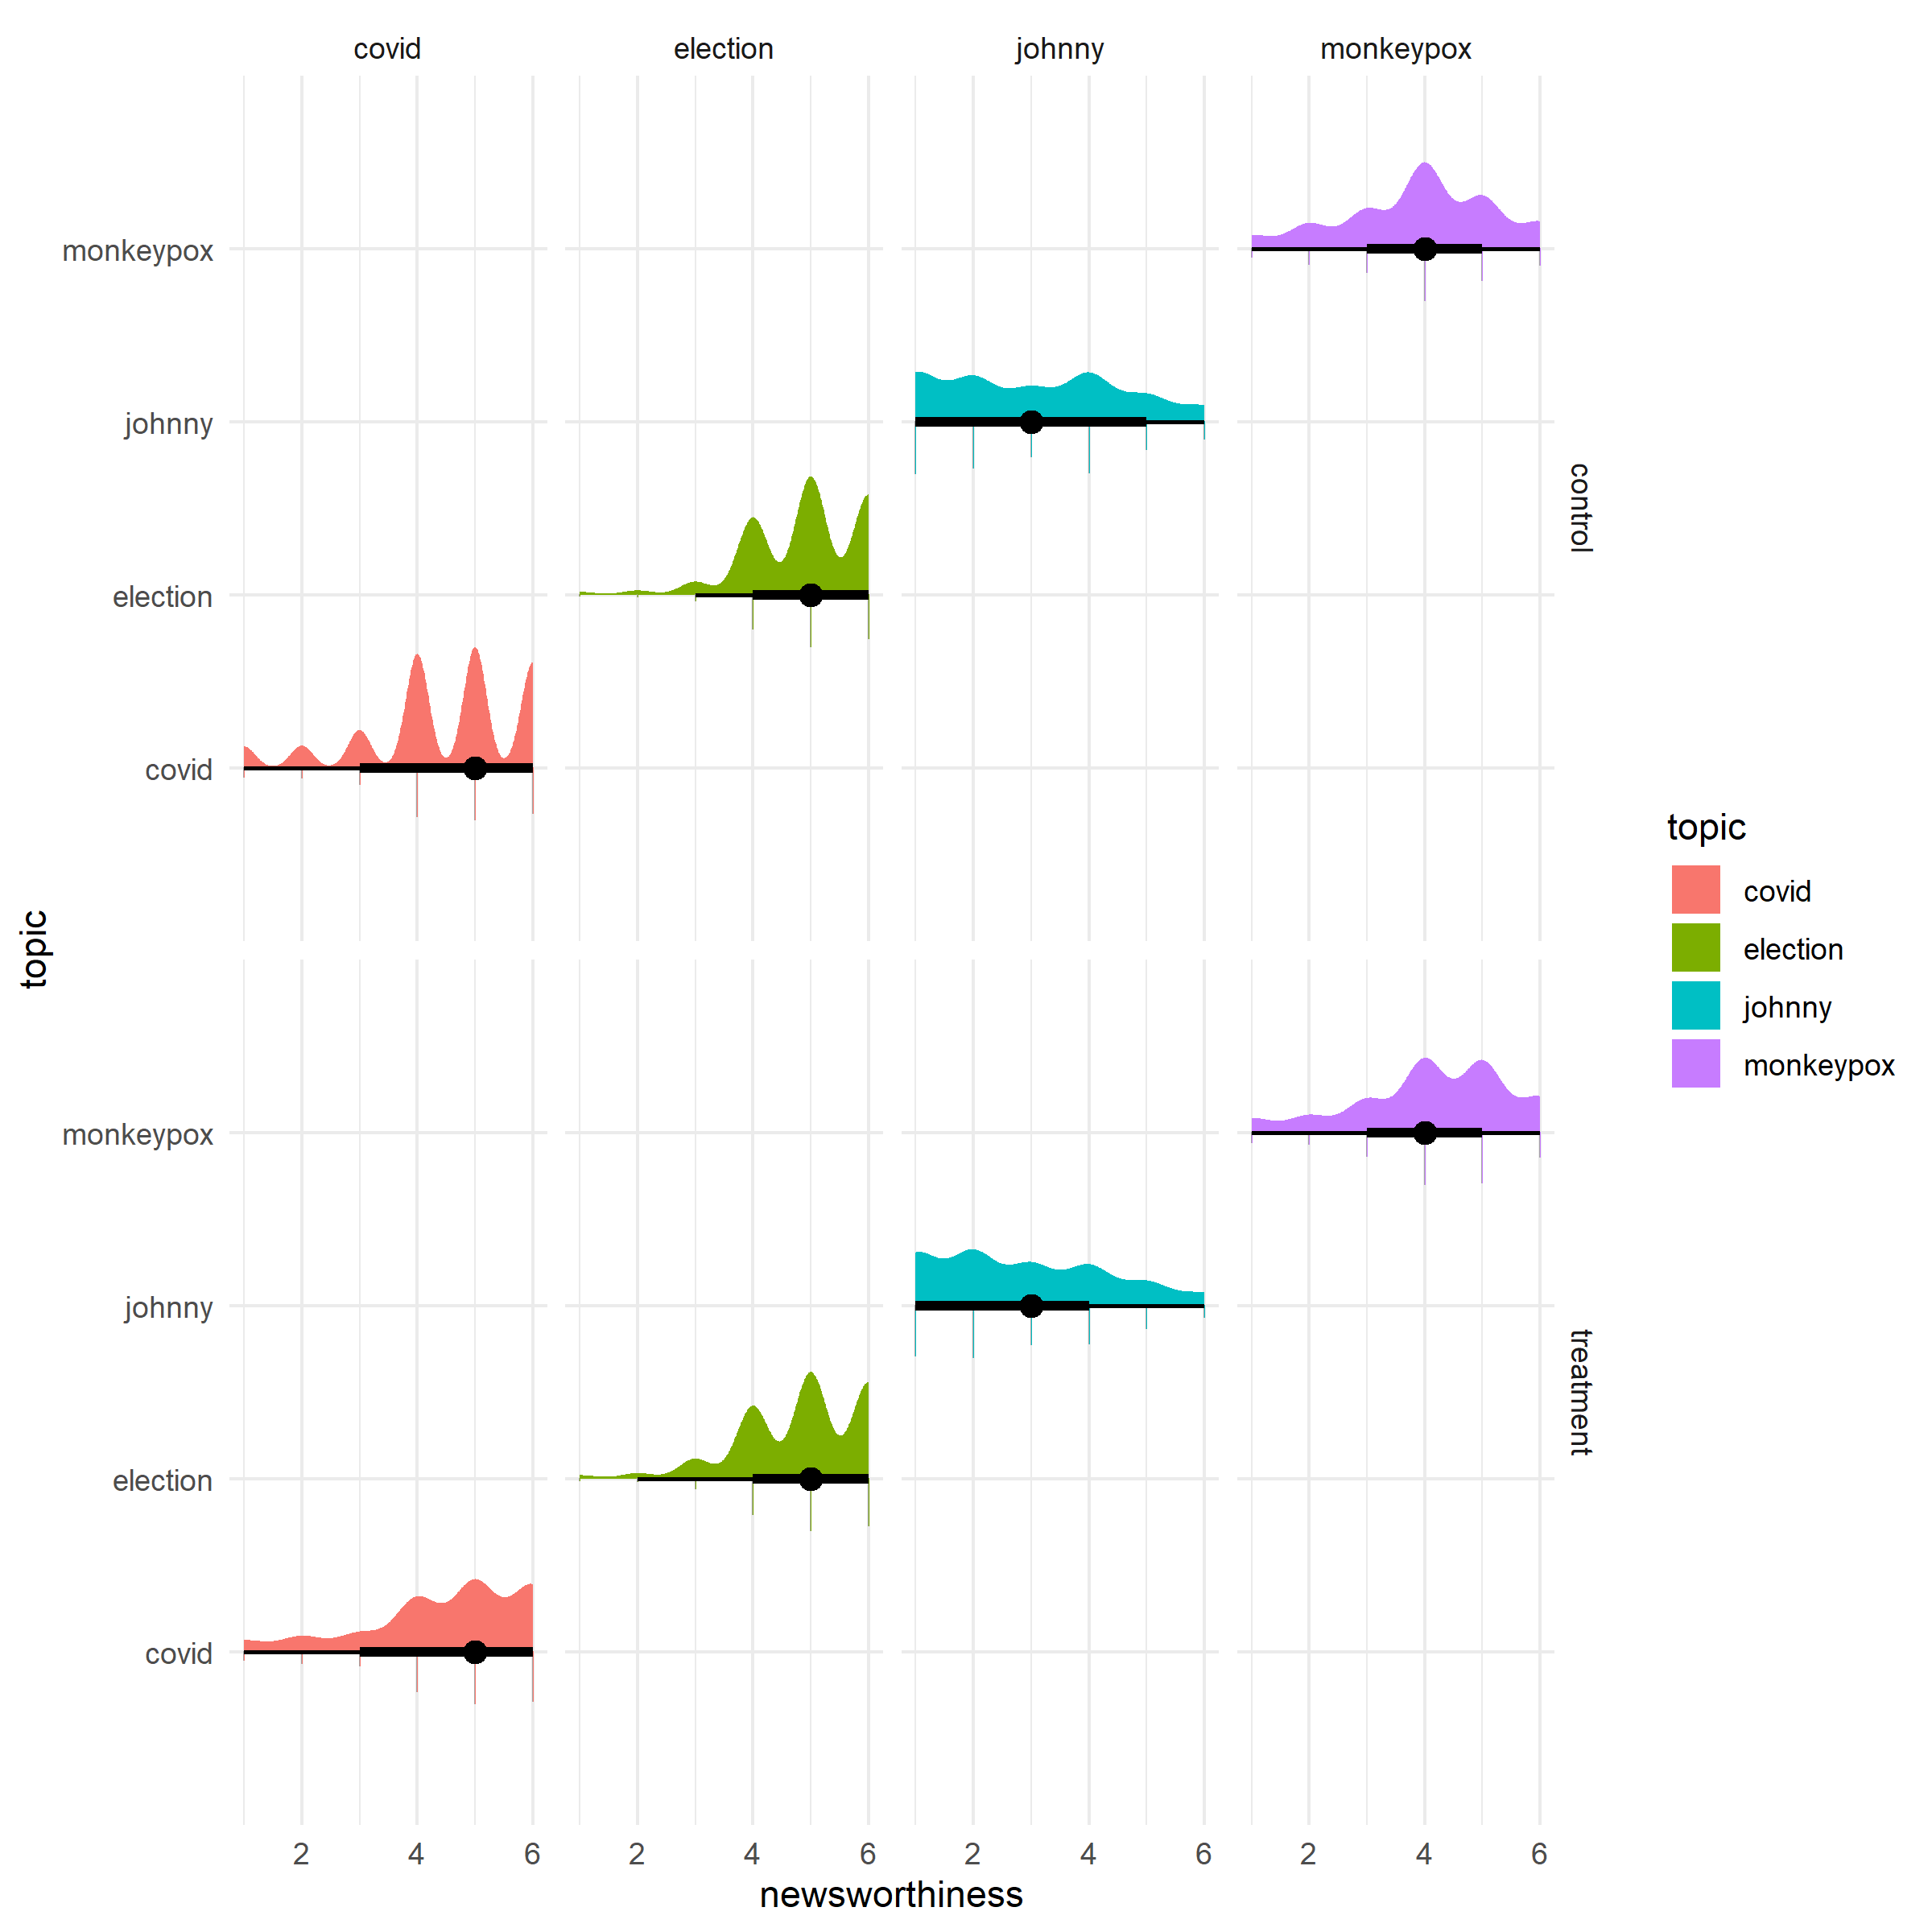 covid election johnny monkeypox
monkeypox
johnny
election
covid
control
topic
monkeypox
johnny
election
covid
treatment
2 4 6 2 4 6 2 4 6 2 4 6
newsworthiness
topic
covid
election
johnny
monkeypox